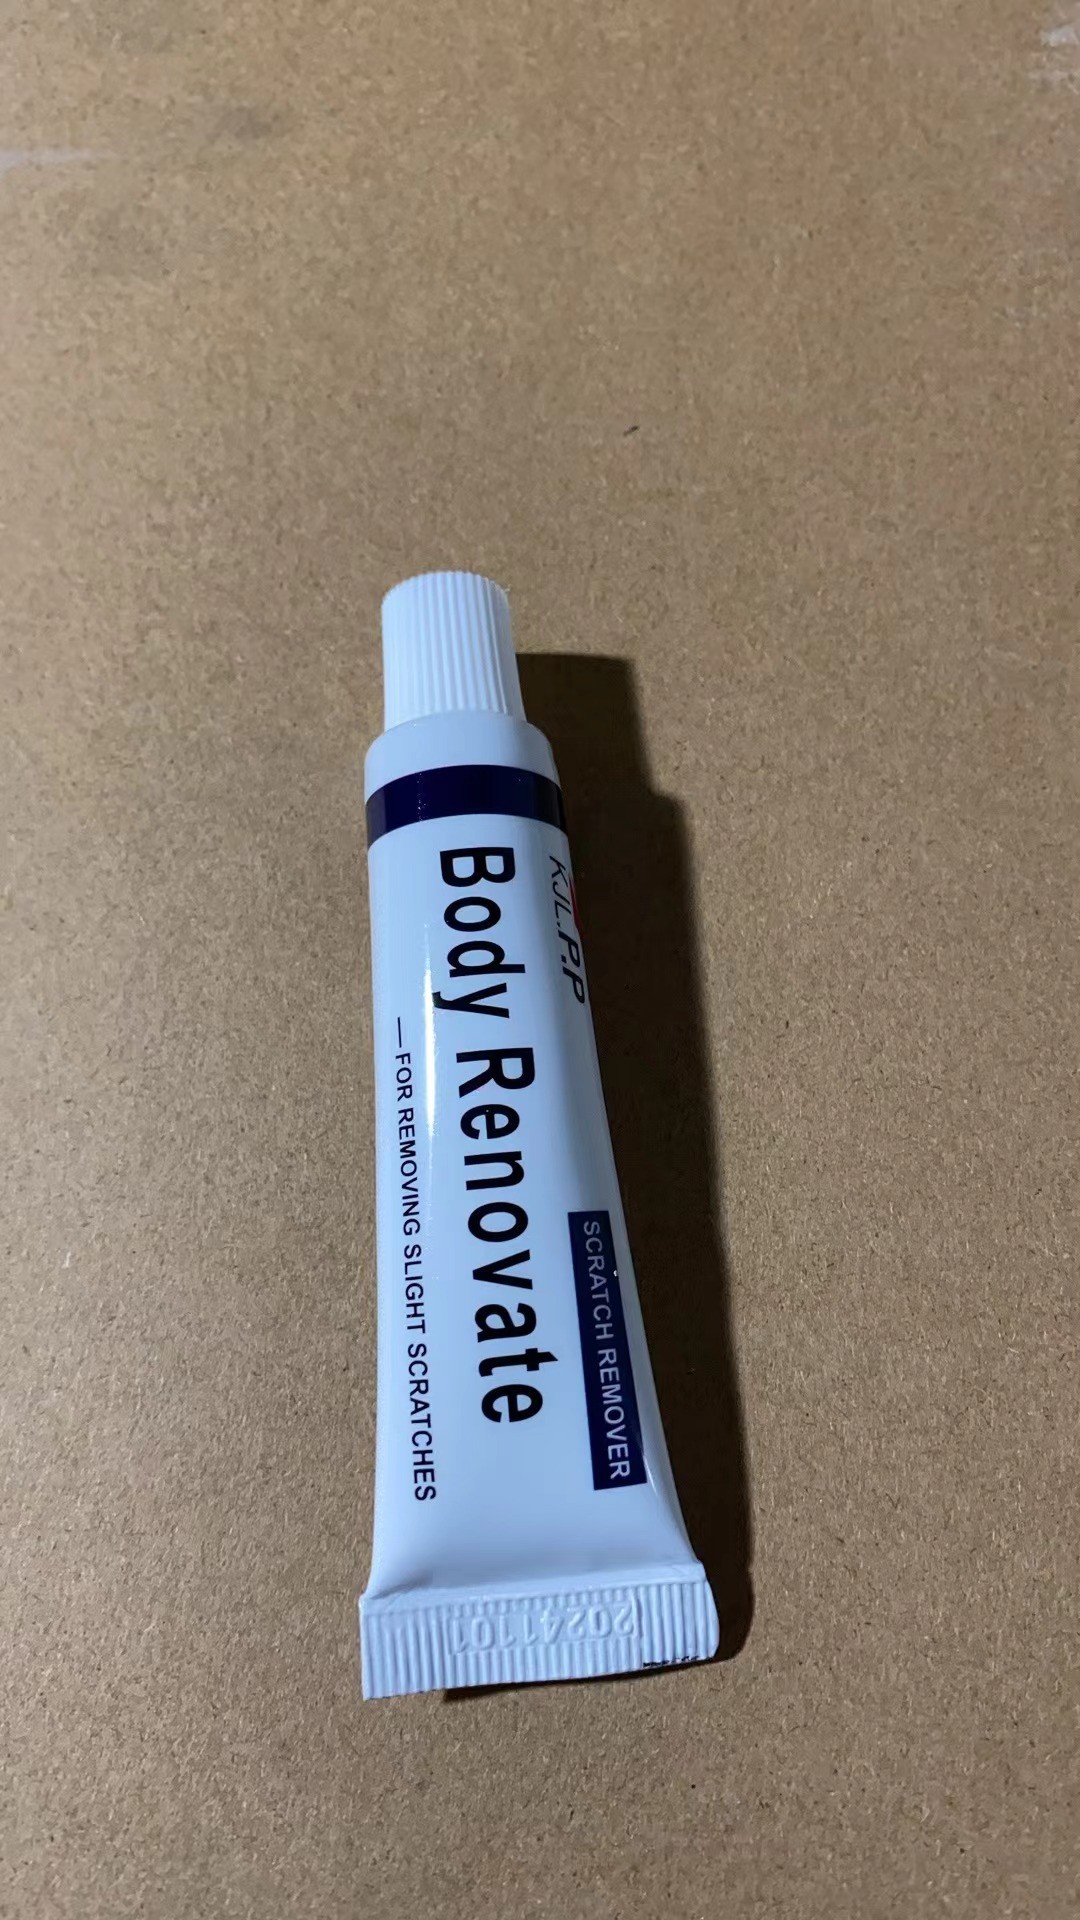 KJL.P.P
SCRATCH REMOVER
Body Renovate
— FOR REMOVING SLIGHT SCRATCHES
20241101